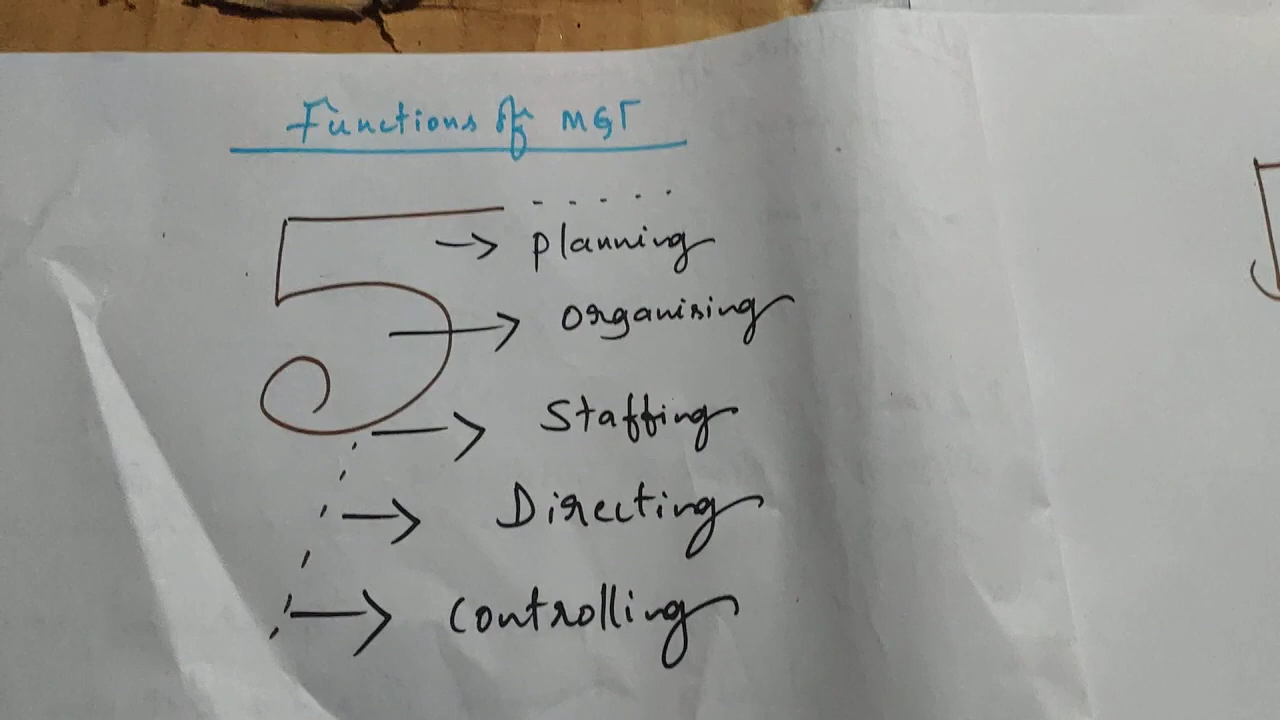 Functions of MGT
5
→ planning
→ organising
→ Staffing
→ Directing
→ Controlling